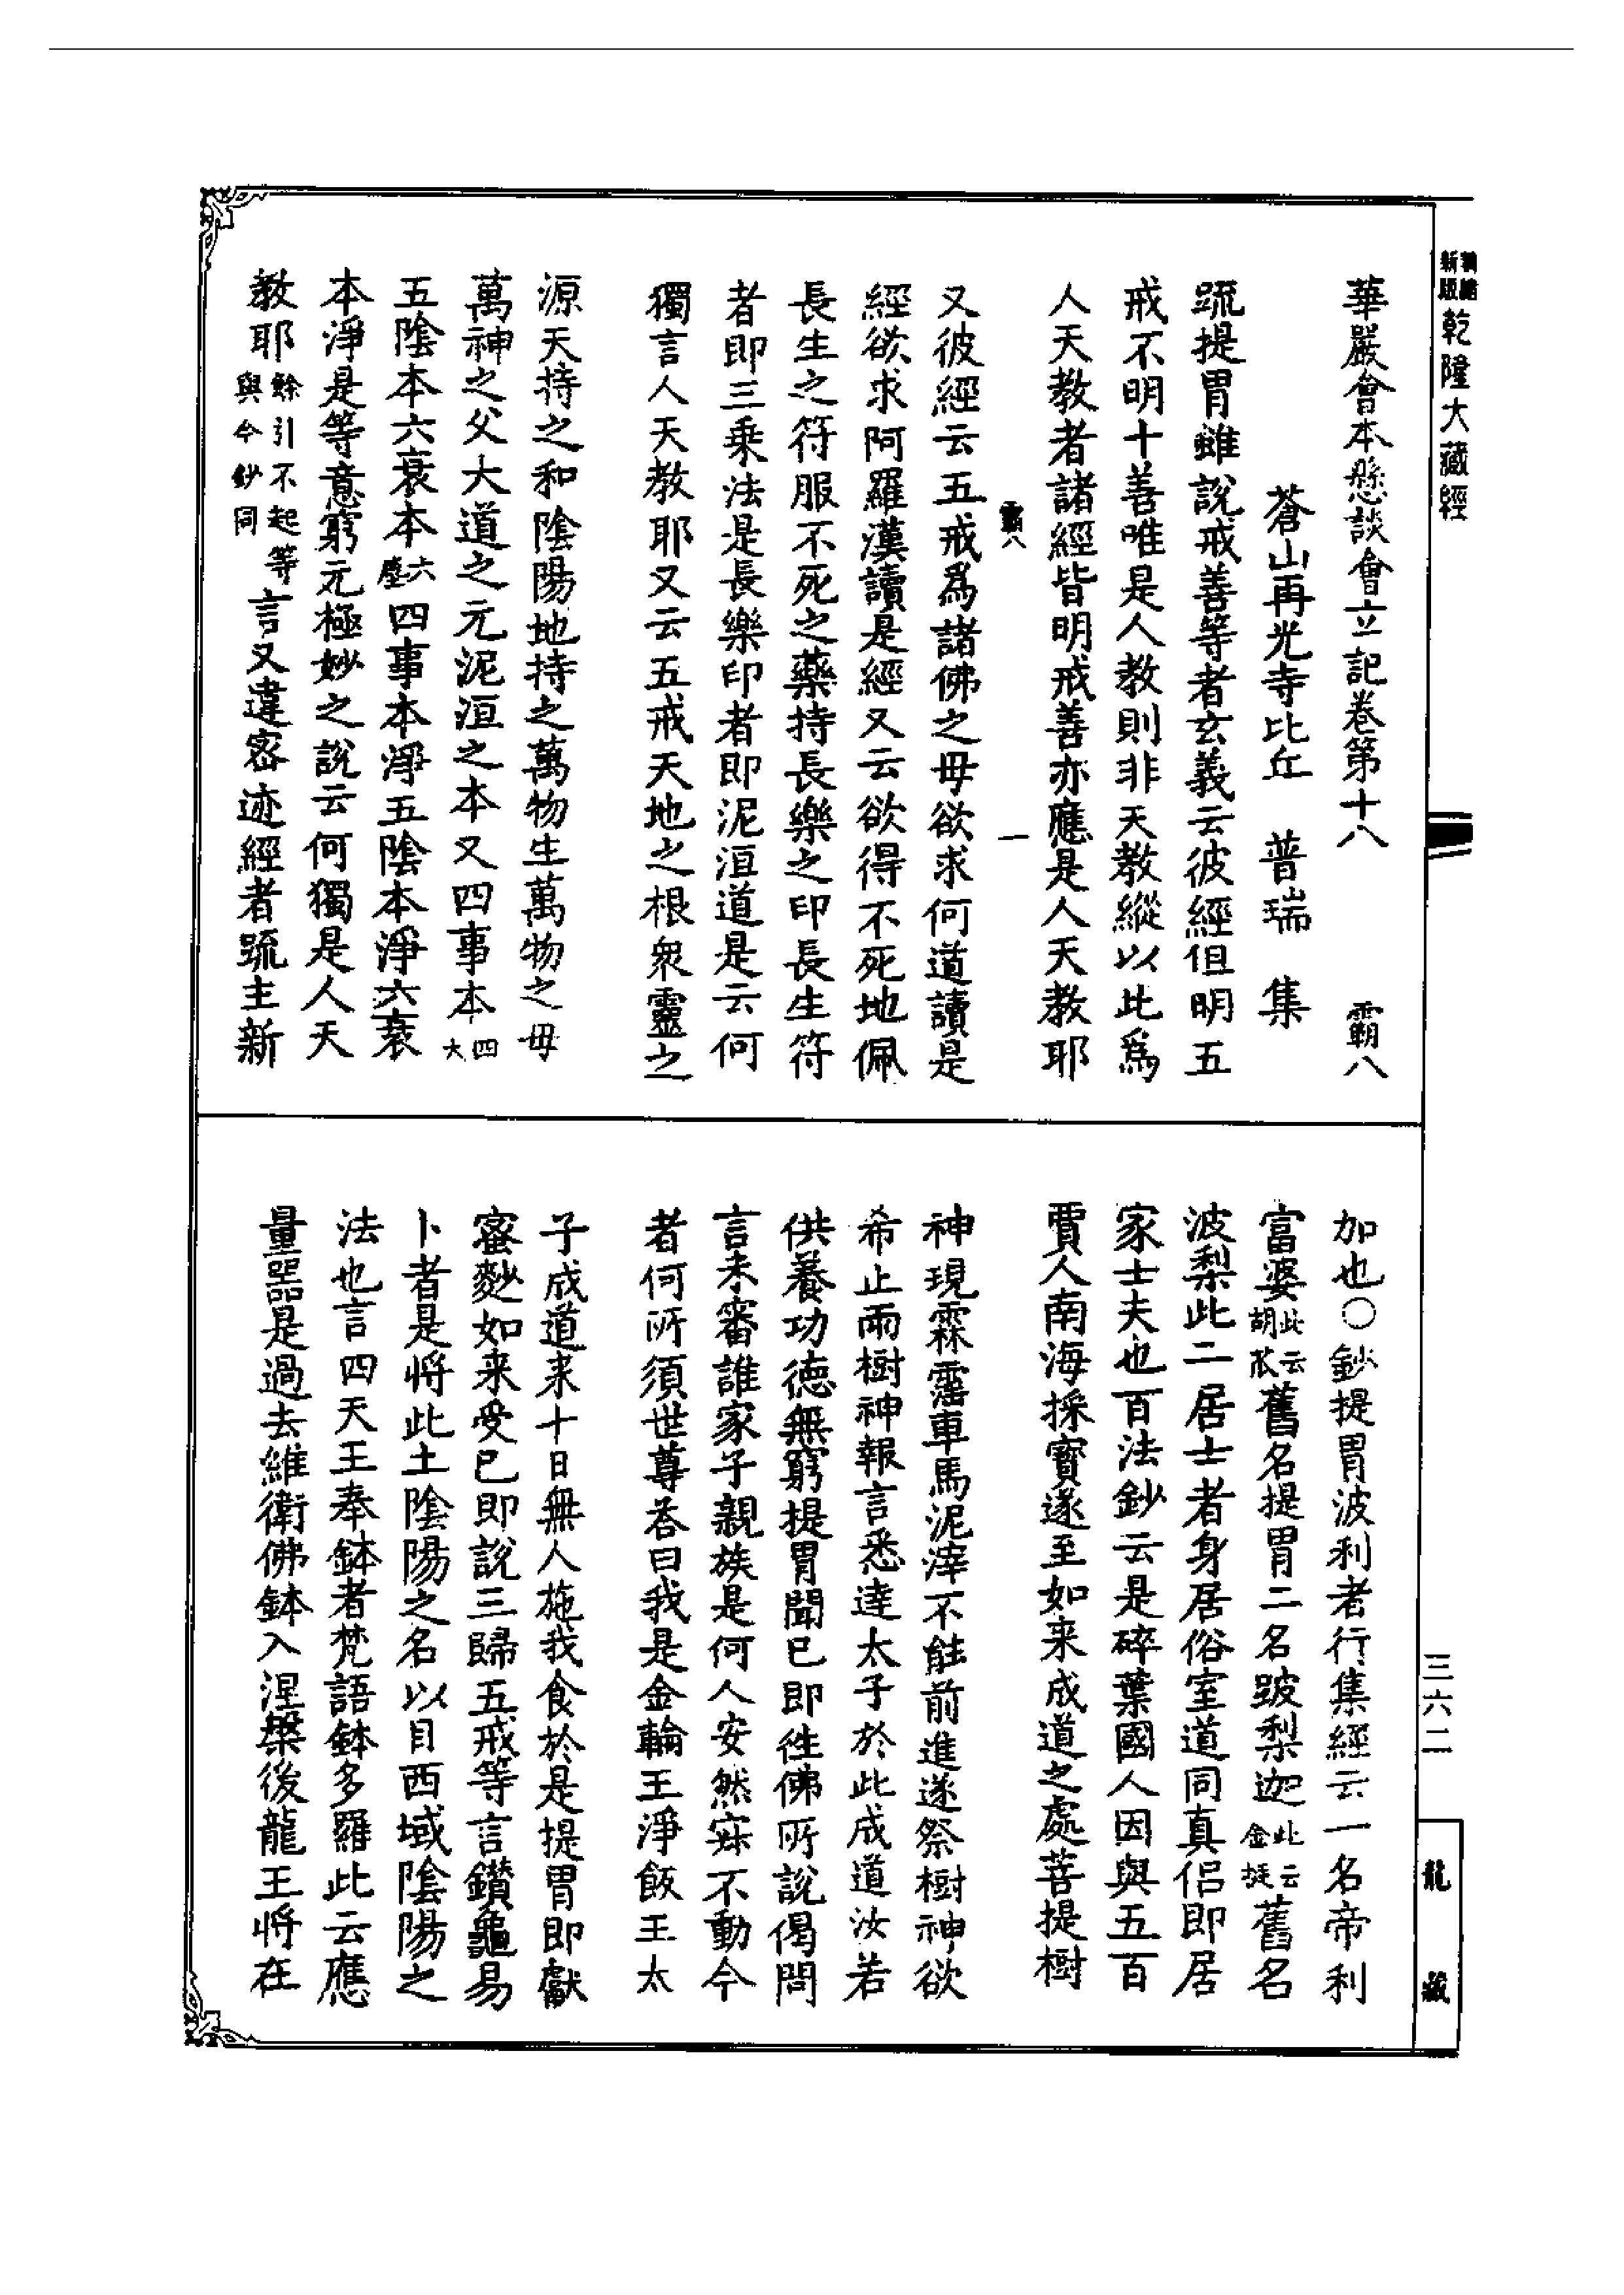 新版
乾隆大藏經
華嚴會本懸談會立記卷第十八 霸八
蒼山再光寺比丘 普瑞 集
䟽提胃雖說戒善等者玄義云彼經但明五
戒不明十善唯是人教則非天教縱以此爲
人天教者諸經皆明戒善亦應是人天教耶
霸八 一
又彼經云五戒爲諸佛之母欲求何道讀是
經欲求阿羅漢讀是經又云欲得不死地佩
長生之符服不死之藥持長樂之印長生符
者即三乘法是長樂印者即泥洹道是云何
獨言人天教耶又云五戒天地之根衆靈之
源天持之和陰陽地持之萬物生萬物之母
萬神之父大道之元泥洹之本又四事本四大
五陰本六衰本六塵四事本淨五陰本淨六衰
本淨是等意窮元極妙之說云何獨是人天
教耶餘引不起等與今鈔同言又違密迹經者䟽主新
加也○鈔提胃波利者行集經云一名帝利
富婆此云胡苽舊名提胃二名跛梨迦此云金挺舊名
波梨此二居士者身居俗室道同真侣即居
家士夫也百法鈔云是碎葉國人因與五百
賈人南海採寳遂至如来成道之處菩提樹
神現霖霪車馬泥濘不能前進遂祭樹神欲
希止雨樹神報言悉達太子於此成道汝若
供養功德無窮提胃聞已即徃佛所說偈問
言未審誰家子親族是何人安然寂不動今
者何所須世尊荅曰我是金輪王淨飯王太
子成道来十日無人施我食於是提胃即獻
蜜麨如来受已即說三歸五戒等言鑽龜易
卜者是将此土陰陽之名以目西域陰陽之
法也言四天王奉鉢者梵語鉢多羅此云應
量器是過去維衛佛鉢入涅槃後龍王将在
三六二
龍藏